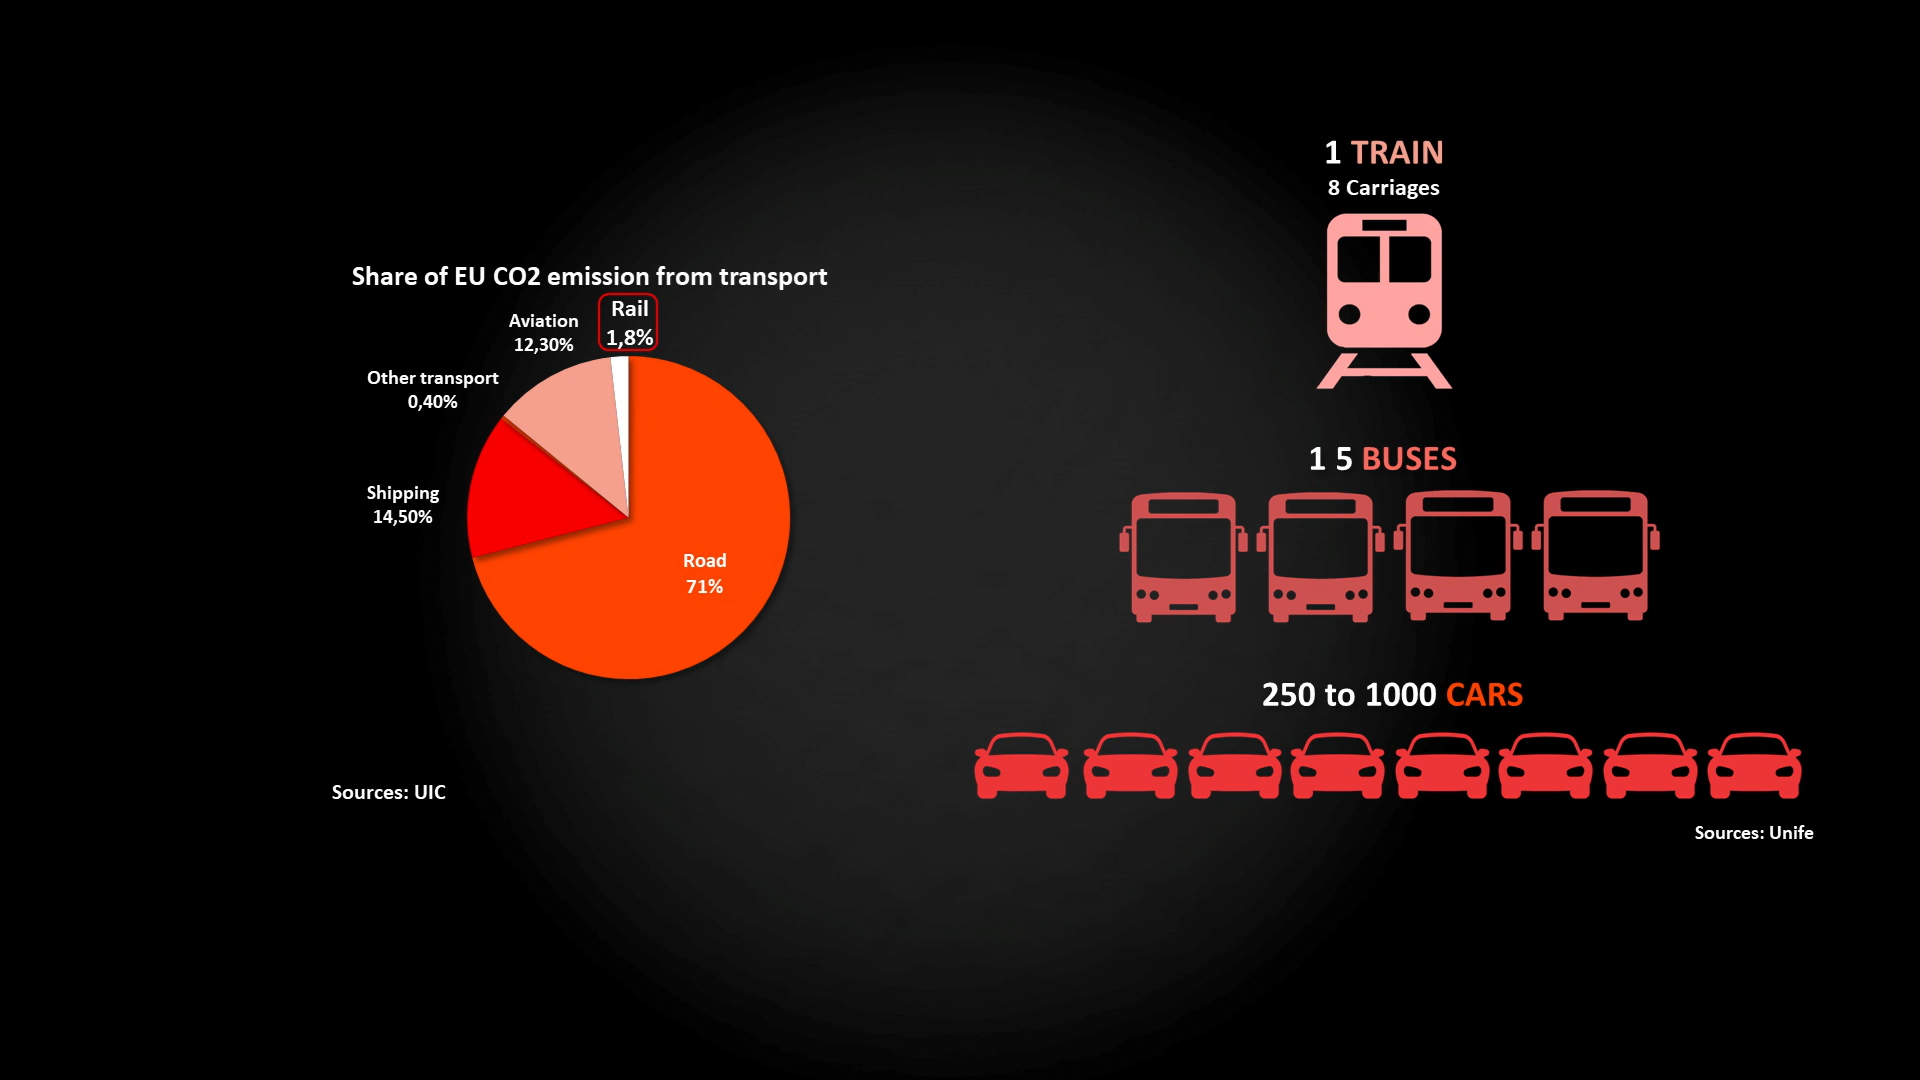 Share of EU CO2 emission from transport
Rail
1,8%
Aviation
12,30%
Other transport
0,40%
Shipping
14,50%
Road
71%
Sources: UIC
1 TRAIN
8 Carriages
1 5 BUSES
250 to 1000 CARS
Sources: Unife